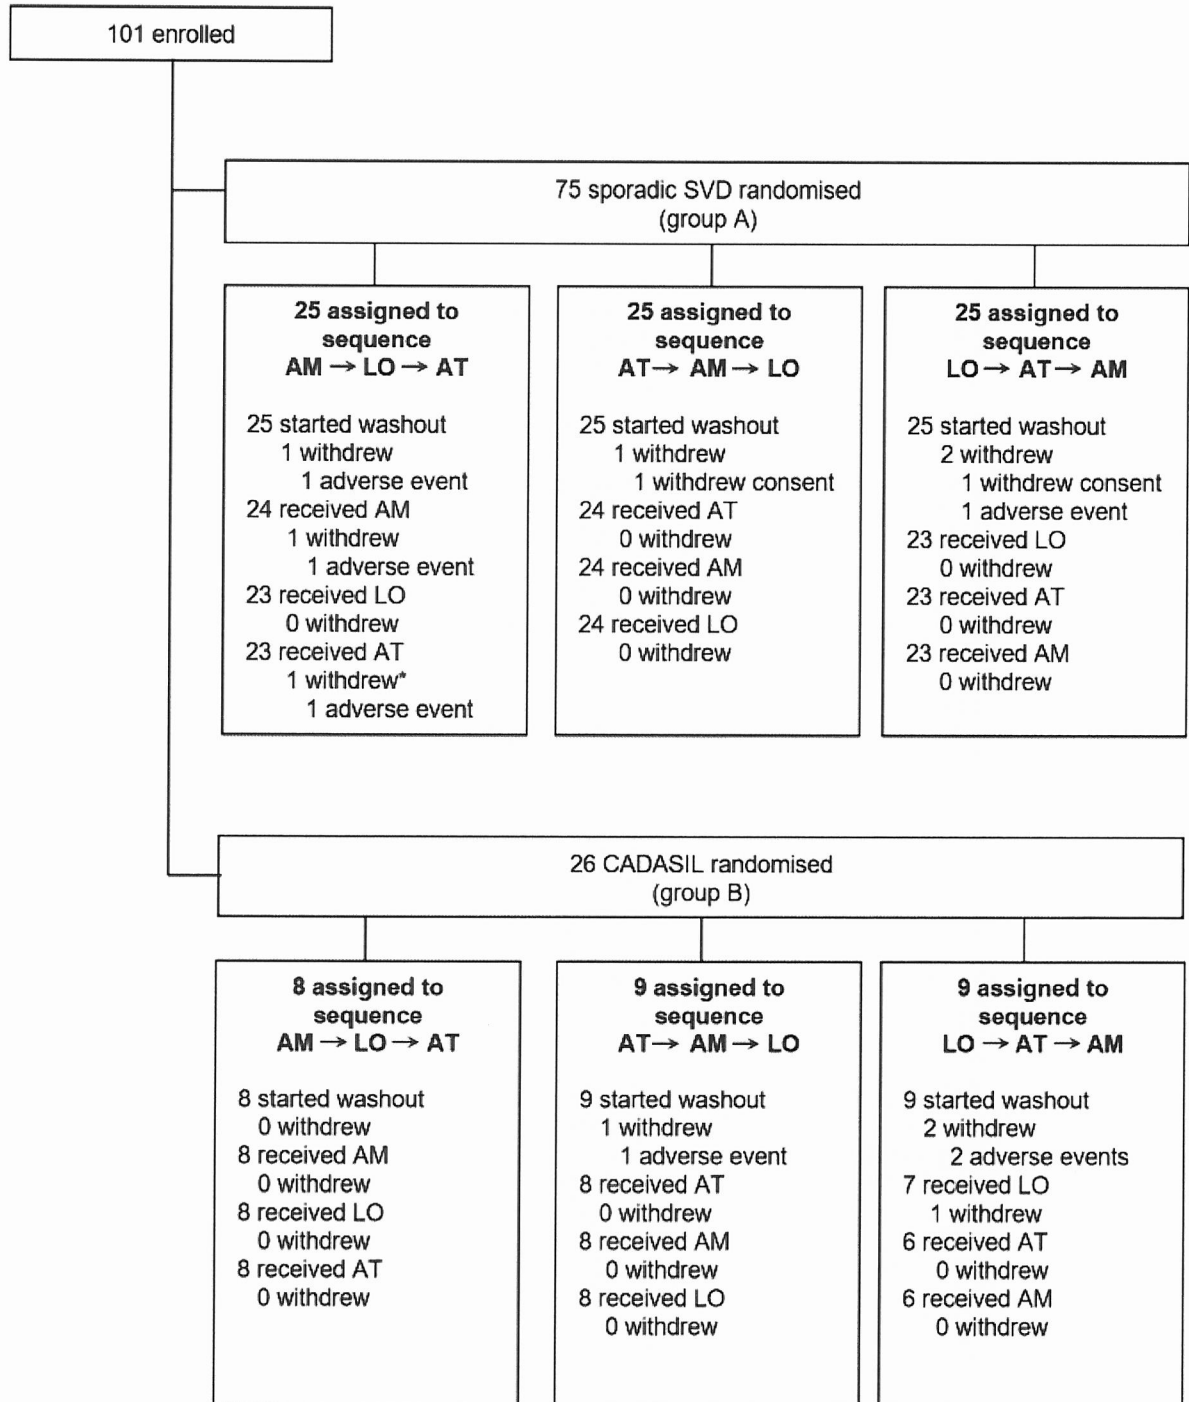 101 enrolled
75 sporadic SVD randomised
(group A)
25 assigned to
sequence
AM → LO → AT
25 started washout
1 withdrew
1 adverse event
24 received AM
1 withdrew
1 adverse event
23 received LO
0 withdrew
23 received AT
1 withdrew*
1 adverse event
25 assigned to
sequence
AT → AM → LO
25 started washout
1 withdrew
1 withdrew consent
24 received AT
0 withdrew
24 received AM
0 withdrew
24 received LO
0 withdrew
25 assigned to
sequence
LO → AT → AM
25 started washout
2 withdrew
1 withdrew consent
1 adverse event
23 received LO
0 withdrew
23 received AT
0 withdrew
23 received AM
0 withdrew
26 CADASIL randomised
(group B)
8 assigned to
sequence
AM → LO → AT
8 started washout
0 withdrew
8 received AM
0 withdrew
8 received LO
0 withdrew
8 received AT
0 withdrew
9 assigned to
sequence
AT → AM → LO
9 started washout
1 withdrew
1 adverse event
8 received AT
0 withdrew
8 received AM
0 withdrew
8 received LO
0 withdrew
9 assigned to
sequence
LO → AT → AM
9 started washout
2 withdrew
2 adverse events
7 received LO
1 withdrew
6 received AT
0 withdrew
6 received AM
0 withdrew